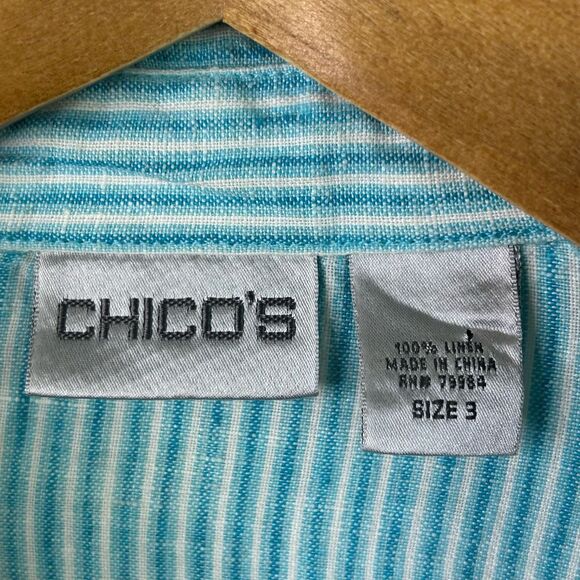 CHICO'S
100% LINEN
MADE IN CHINA
RN# 79984
SIZE 3